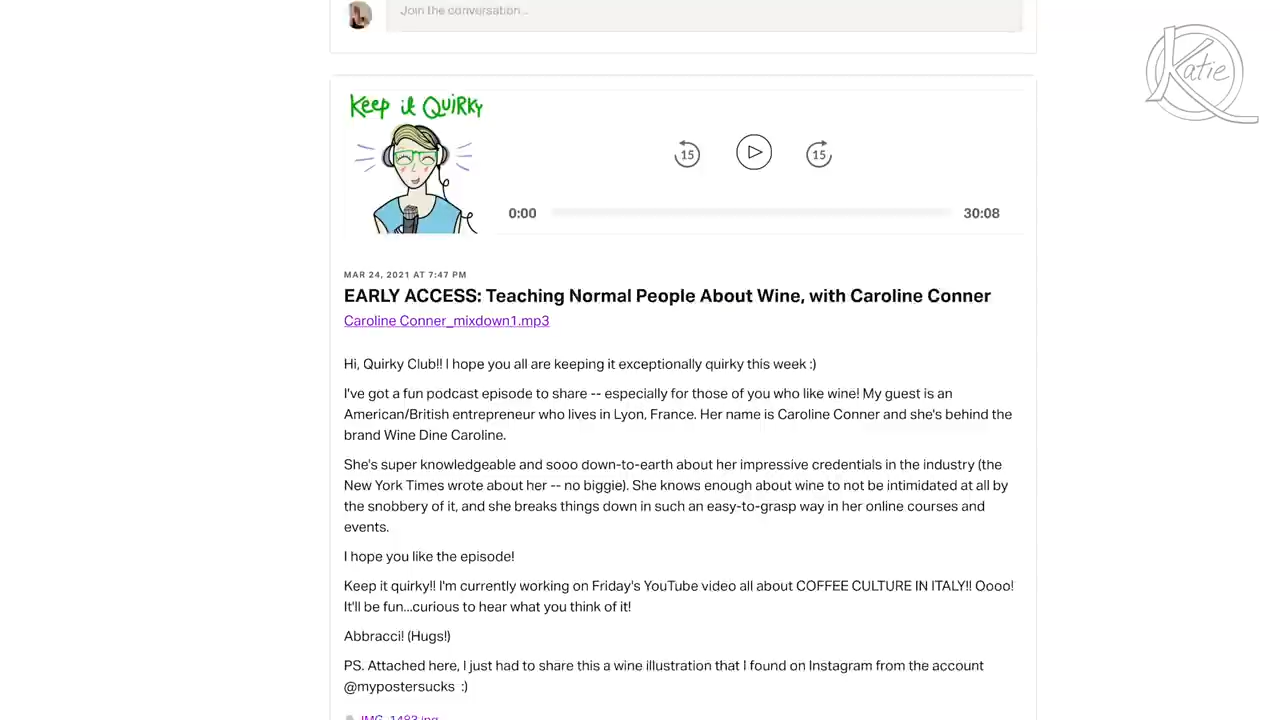 Join the conversation...
Katie
Keep it QUIRKY
15
15
0:00
30:08
MAR 24, 2021 AT 7:47 PM
EARLY ACCESS: Teaching Normal People About Wine, with Caroline Conner
Caroline Conner_mixdown1.mp3
Hi, Quirky Club!! I hope you all are keeping it exceptionally quirky this week :)
I've got a fun podcast episode to share -- especially for those of you who like wine! My guest is an
American/British entrepreneur who lives in Lyon, France. Her name is Caroline Conner and she's behind the
brand Wine Dine Caroline.
She's super knowledgeable and sooo down-to-earth about her impressive credentials in the industry (the
New York Times wrote about her -- no biggie). She knows enough about wine to not be intimidated at all by
the snobbery of it, and she breaks things down in such an easy-to-grasp way in her online courses and
events.
I hope you like the episode!
Keep it quirky!! I'm currently working on Friday's YouTube video all about COFFEE CULTURE IN ITALY!! Oooo!
It'll be fun...curious to hear what you think of it!
Abbracci! (Hugs!)
PS. Attached here, I just had to share this a wine illustration that I found on Instagram from the account
@mypostersucks :)
IMG_1483.jpg